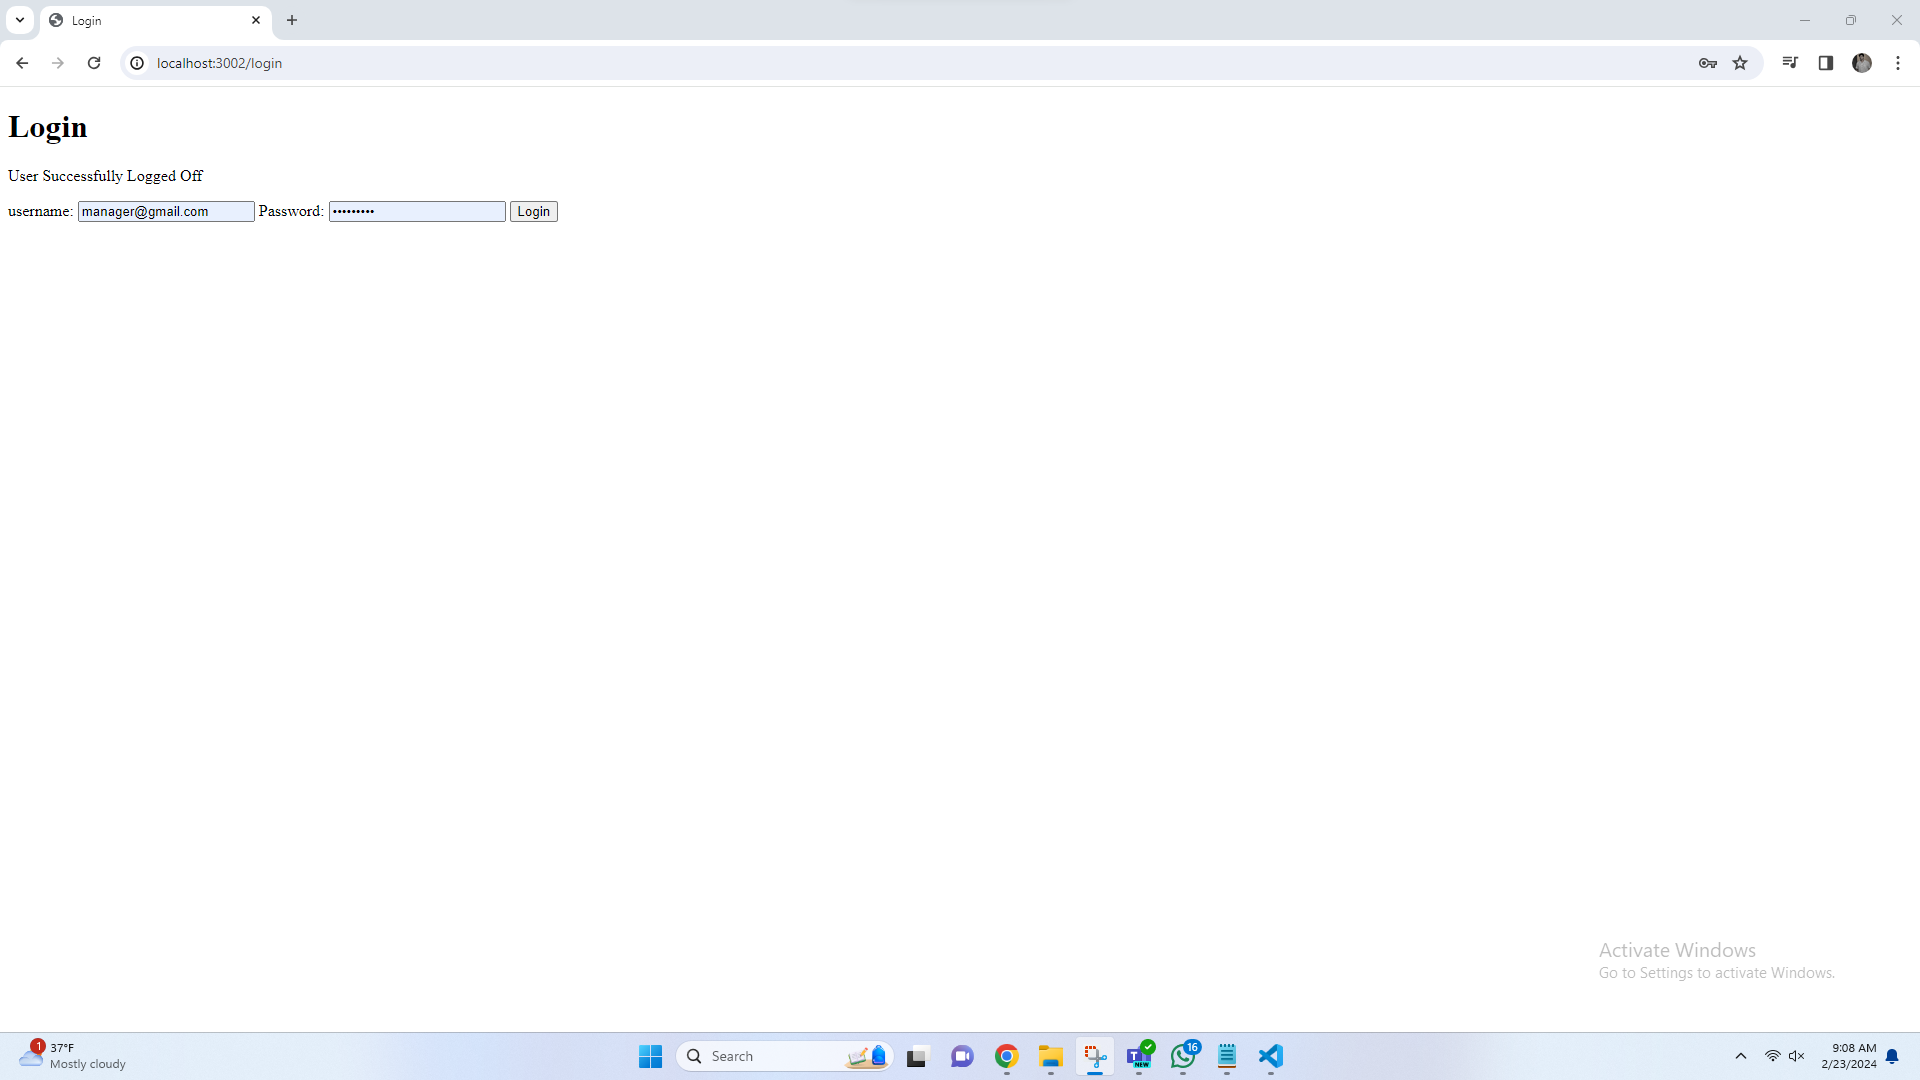 Login
localhost:3002/login
Login
User Successfully Logged Off
username: manager@gmail.com Password: ••••••••• Login
Activate Windows
Go to Settings to activate Windows.
1
37°F
Mostly cloudy
Search
T
NEW
16
9:08 AM
2/23/2024